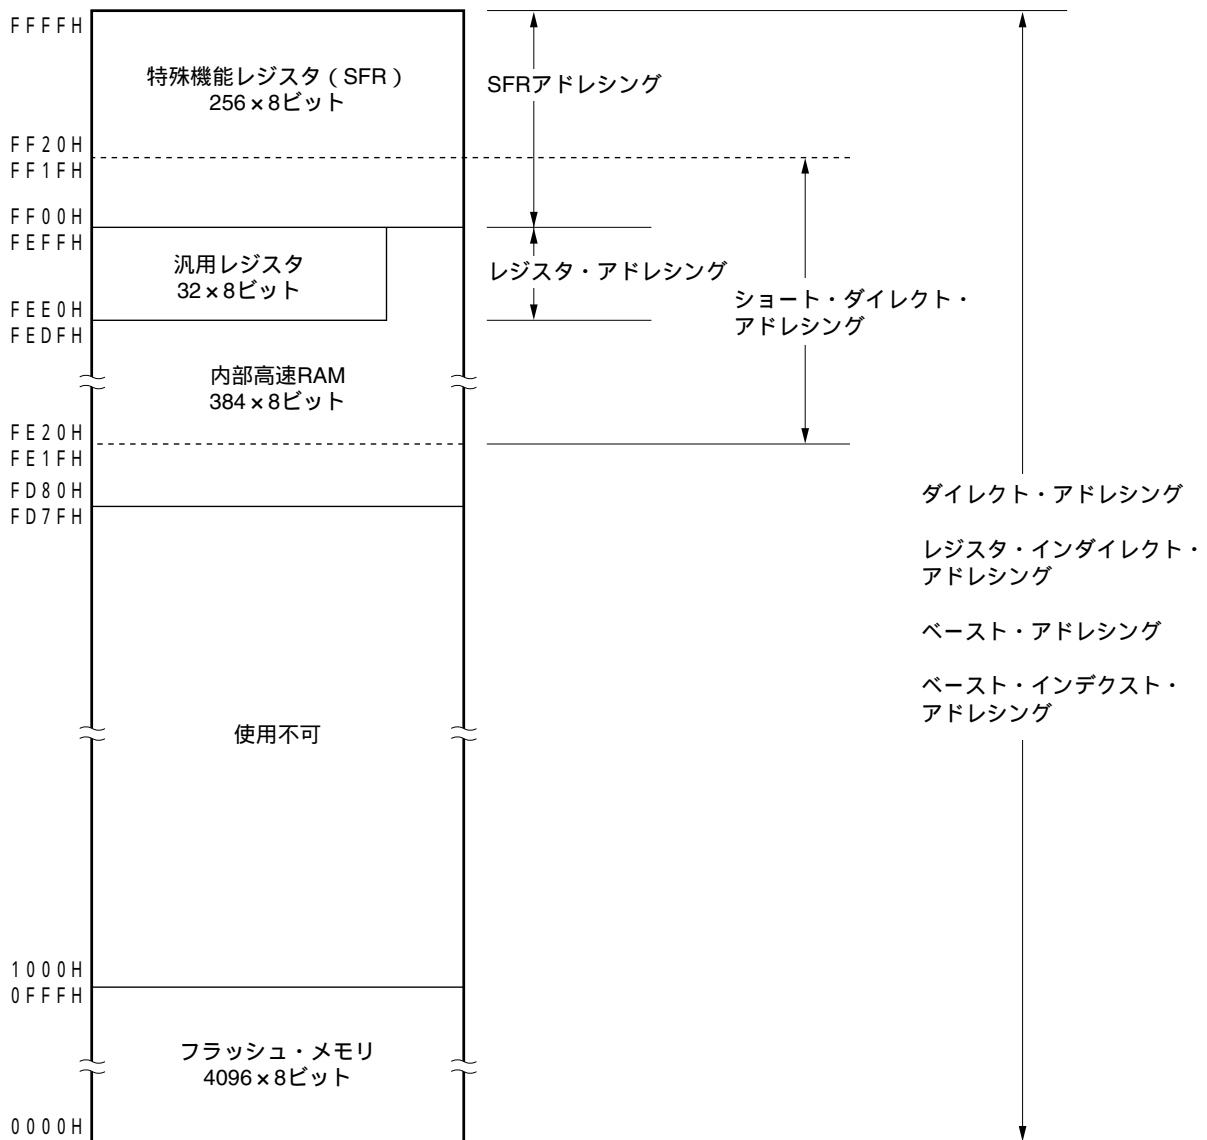 FFFFH
特殊機能レジスタ(SFR)
256×8ビット
SFRアドレシング
FF20H
FF1FH
FF00H
FEFFH
汎用レジスタ
32×8ビット
レジスタ・アドレシング
ショート・ダイレクト・
アドレシング
FEE0H
FEDFH
内部高速RAM
384×8ビット
FE20H
FE1FH
FD80H
FD7FH
ダイレクト・アドレシング
レジスタ・インダイレクト・
アドレシング
ベースト・アドレシング
ベースト・インデクスト・
アドレシング
使用不可
1000H
0FFFH
フラッシュ・メモリ
4096×8ビット
0000H